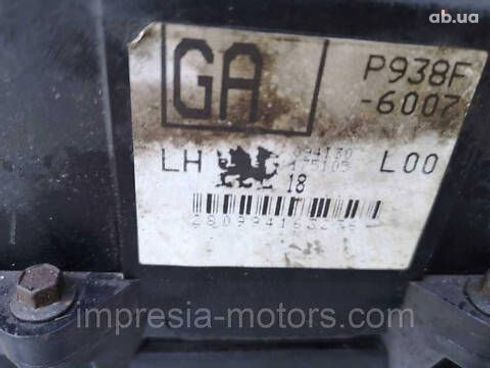 ab.ua
GA
P938F
-6007
LH
L00
18
impresia-motors.com